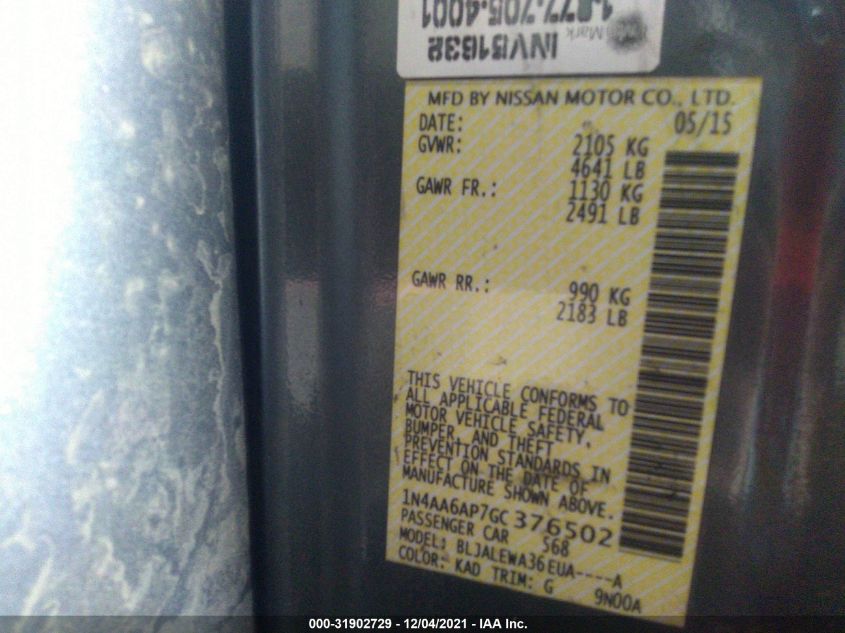 1-877-705-4001
Mark
INV51632
MFD BY NISSAN MOTOR CO., LTD.
DATE: 05/15
GVWR: 2105 KG
4641 LB
GAWR FR.: 1130 KG
2491 LB
GAWR RR.: 990 KG
2183 LB
THIS VEHICLE CONFORMS TO
ALL APPLICABLE FEDERAL
MOTOR VEHICLE SAFETY,
BUMPER, AND THEFT
PREVENTION STANDARDS IN
EFFECT ON THE DATE OF
MANUFACTURE SHOWN ABOVE.
1N4AA6AP7GC376502
PASSENGER CAR S68
MODEL: BLJALEWA36EUA----A
COLOR: KAD TRIM: G 9N00A
000-31902729 - 12/04/2021 - IAA Inc.